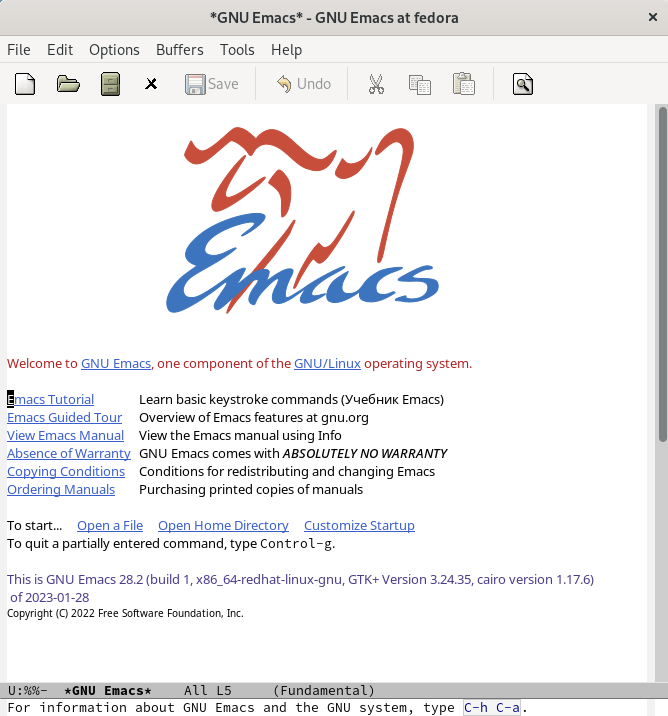 *GNU Emacs* - GNU Emacs at fedora
File Edit Options Buffers Tools Help
Save Undo
Emacs
Welcome to GNU Emacs, one component of the GNU/Linux operating system.
Emacs Tutorial Learn basic keystroke commands (Учебник Emacs)
Emacs Guided Tour Overview of Emacs features at gnu.org
View Emacs Manual View the Emacs manual using Info
Absence of Warranty GNU Emacs comes with ABSOLUTELY NO WARRANTY
Copying Conditions Conditions for redistributing and changing Emacs
Ordering Manuals Purchasing printed copies of manuals
To start... Open a File Open Home Directory Customize Startup
To quit a partially entered command, type Control-g.
This is GNU Emacs 28.2 (build 1, x86_64-redhat-linux-gnu, GTK+ Version 3.24.35, cairo version 1.17.6)
of 2023-01-28
Copyright (C) 2022 Free Software Foundation, Inc.
U:%%- *GNU Emacs* All L5 (Fundamental)
For information about GNU Emacs and the GNU system, type C-h C-a.